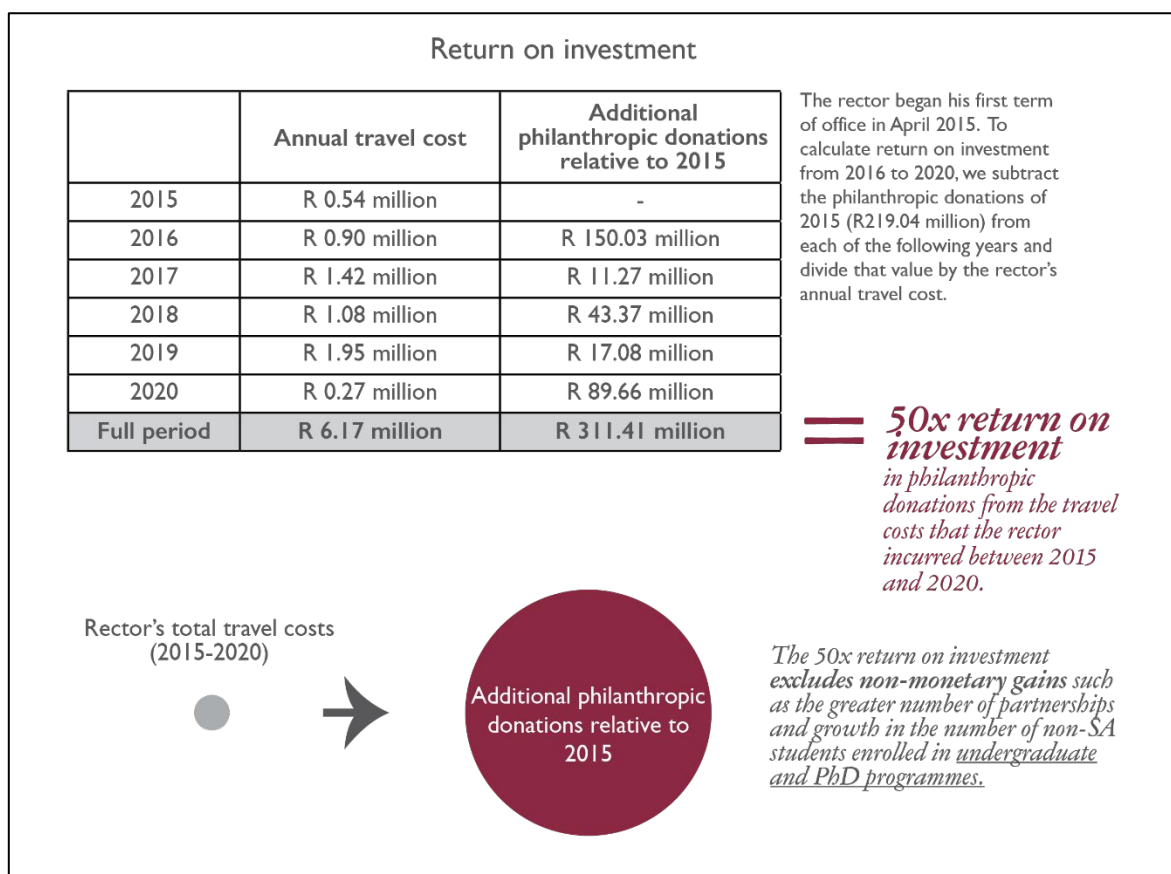 Return on investment
Annual travel cost
Additional
philanthropic donations
relative to 2015
2015 R 0.54 million -
2016 R 0.90 million R 150.03 million
2017 R 1.42 million R 11.27 million
2018 R 1.08 million R 43.37 million
2019 R 1.95 million R 17.08 million
2020 R 0.27 million R 89.66 million
Full period R 6.17 million R 311.41 million
The rector began his first term
of office in April 2015. To
calculate return on investment
from 2016 to 2020, we subtract
the philanthropic donations of
2015 (R219.04 million) from
each of the following years and
divide that value by the rector’s
annual travel cost.
= 50x return on
investment
in philanthropic
donations from the travel
costs that the rector
incurred between 2015
and 2020.
Rector’s total travel costs
(2015-2020)
Additional philanthropic
donations relative to
2015
The 50x return on investment
excludes non-monetary gains such
as the greater number of partnerships
and growth in the number of non-SA
students enrolled in undergraduate
and PhD programmes.